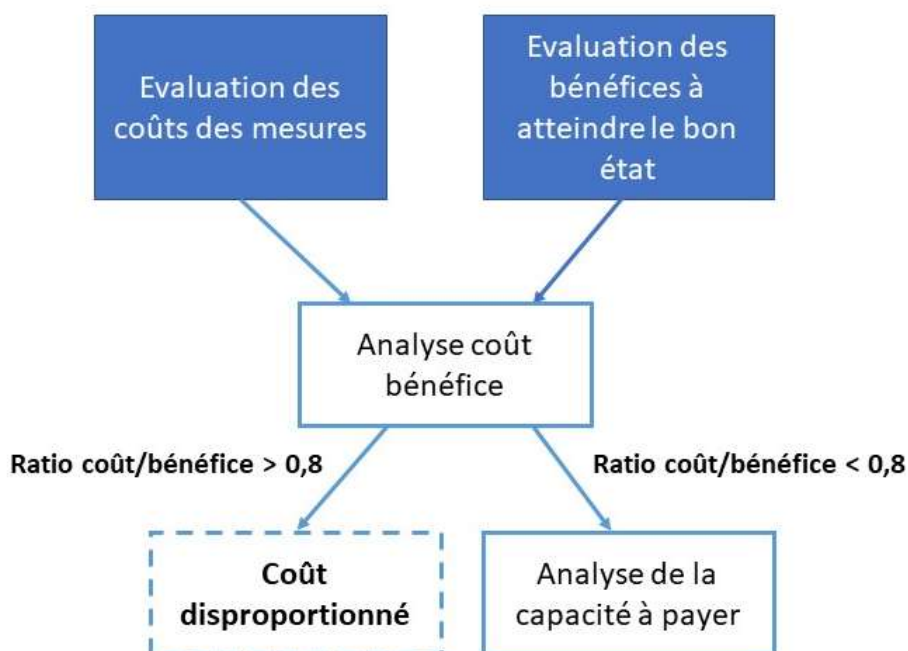 Evaluation des
coûts des mesures
Evaluation des
bénéfices à
atteindre le bon
état
Analyse coût
bénéfice
Ratio coût/bénéfice > 0,8
Ratio coût/bénéfice < 0,8
Coût
disproportionné
Analyse de la
capacité à payer